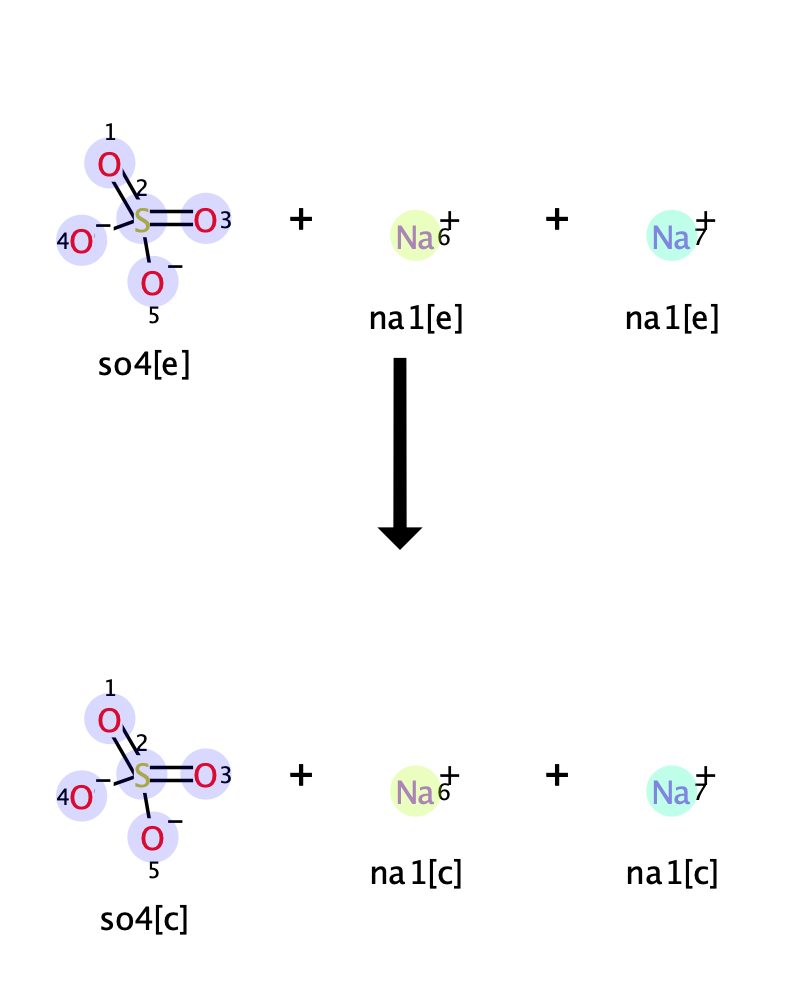 1
O
2
4O⁻ S O3 + Na6⁺ + Na7⁺
O⁻
5
na1[e] na1[e]
so4[e]
1
O
2
4O⁻ S O3 + Na6⁺ + Na7⁺
O⁻
5
na1[c] na1[c]
so4[c]